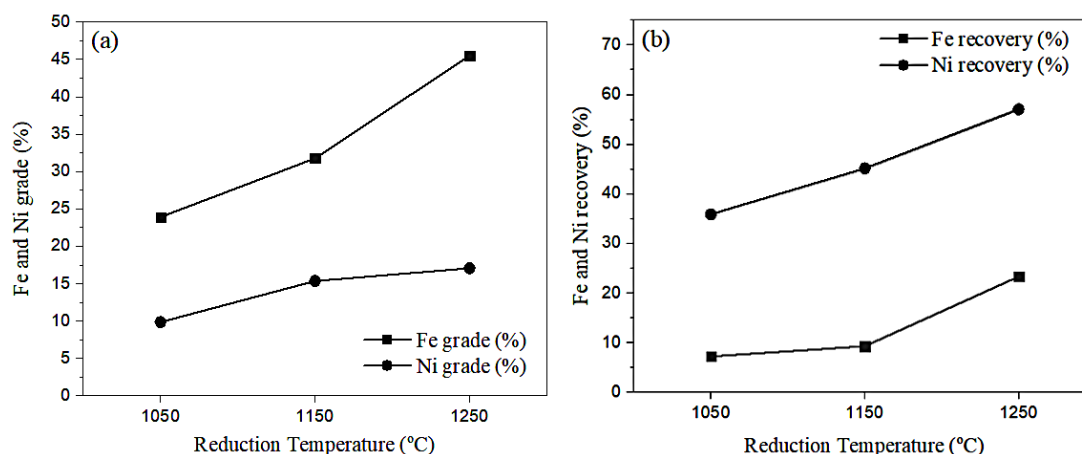 (a)
Fe and Ni grade (%)
50
45
40
35
30
25
20
15
10
5
0
Fe grade (%)
Ni grade (%)
1050
1150
1250
Reduction Temperature (ºC)
(b)
Fe and Ni recovery (%)
70
60
50
40
30
20
10
0
Fe recovery (%)
Ni recovery (%)
1050
1150
1250
Reduction Temperature (ºC)